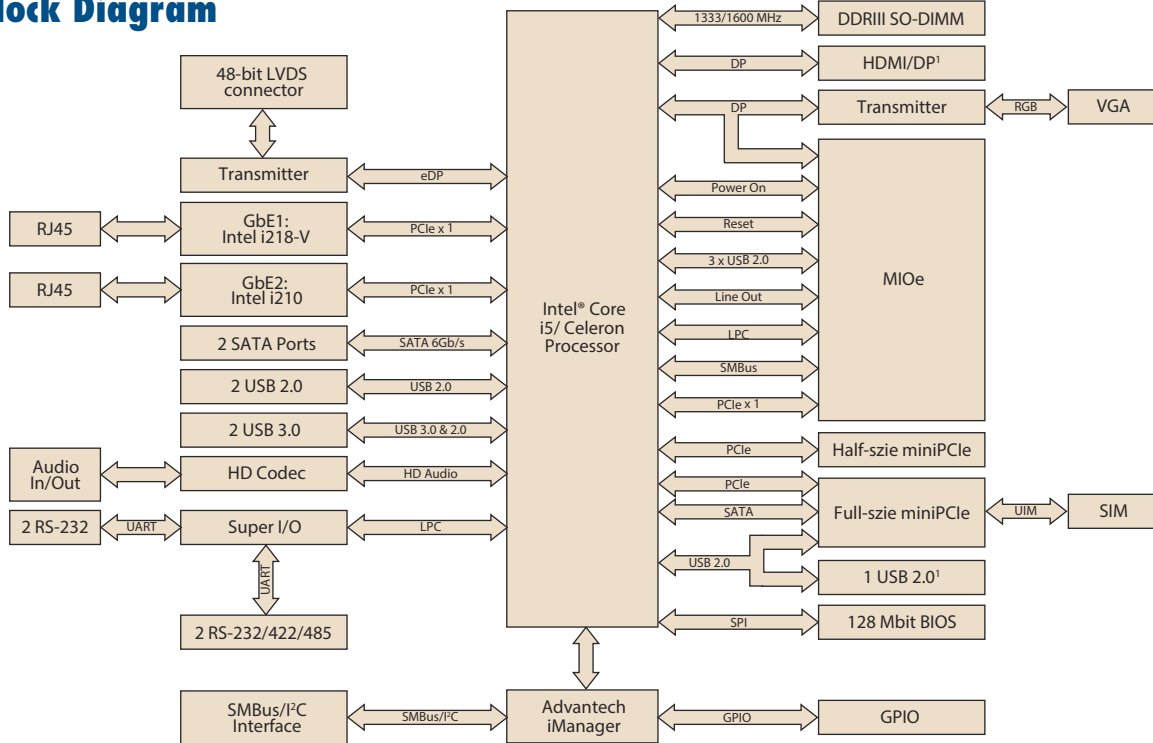 lock Diagram
48-bit LVDS
connector
Transmitter
eDP
RJ45
GbE1:
Intel i218-V
PCIe x 1
RJ45
GbE2:
Intel i210
PCIe x 1
2 SATA Ports
SATA 6Gb/s
2 USB 2.0
USB 2.0
2 USB 3.0
USB 3.0 & 2.0
Audio
In/Out
HD Codec
HD Audio
2 RS-232
UART
Super I/O
LPC
UART
2 RS-232/422/485
SMBus/I²C
Interface
SMBus/I²C
Intel® Core
i5/ Celeron
Processor
Advantech
iManager
1333/1600 MHz
DDRIII SO-DIMM
DP
HDMI/DP¹
DP
Transmitter
RGB
VGA
Power On
Reset
3 x USB 2.0
Line Out
LPC
SMBus
PCIe x 1
MIOe
PCIe
Half-szie miniPCIe
PCIe
SATA
Full-szie miniPCIe
UIM
SIM
USB 2.0
1 USB 2.0¹
SPI
128 Mbit BIOS
GPIO
GPIO